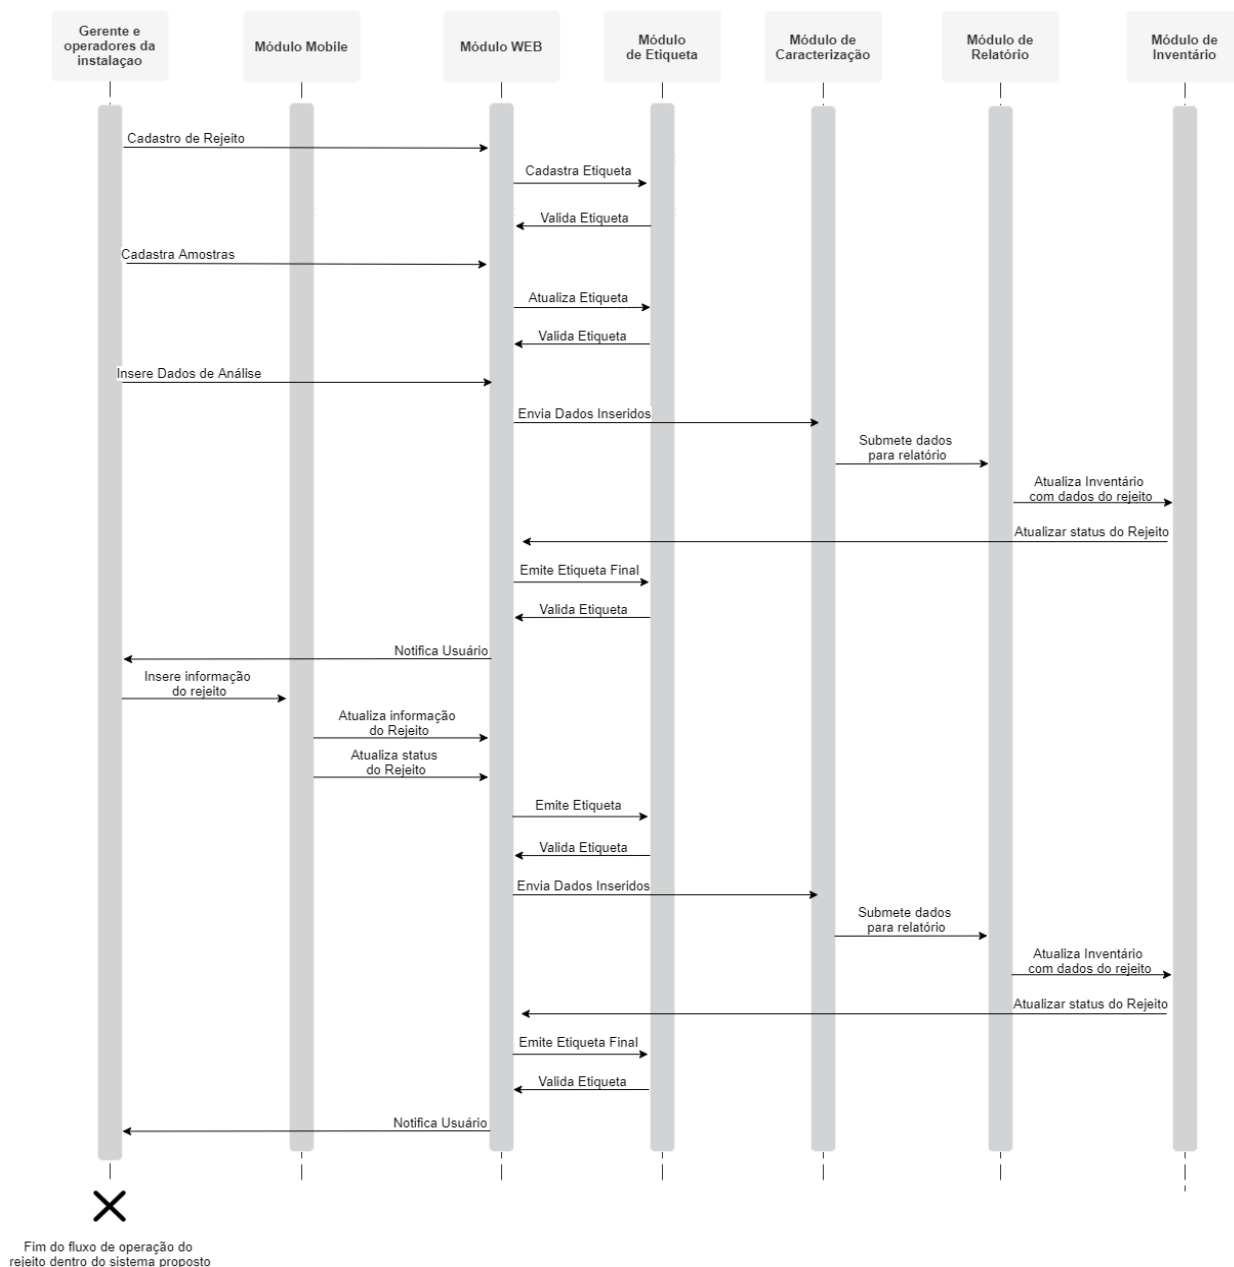 Gerente e
operadores da
instalaçao
Módulo Mobile
Módulo WEB
Módulo
de Etiqueta
Módulo de
Caracterização
Módulo de
Relatório
Módulo de
Inventário
Cadastro de Rejeito
Cadastra Etiqueta
Valida Etiqueta
Cadastra Amostras
Atualiza Etiqueta
Valida Etiqueta
Insere Dados de Análise
Envia Dados Inseridos
Submete dados
para relatório
Atualiza Inventário
com dados do rejeito
Atualizar status do Rejeito
Emite Etiqueta Final
Valida Etiqueta
Notifica Usuário
Insere informação
do rejeito
Atualiza informação
do Rejeito
Atualiza status
do Rejeito
Emite Etiqueta
Valida Etiqueta
Envia Dados Inseridos
Submete dados
para relatório
Atualiza Inventário
com dados do rejeito
Atualizar status do Rejeito
Emite Etiqueta Final
Valida Etiqueta
Notifica Usuário
Fim do fluxo de operação do
rejeito dentro do sistema proposto